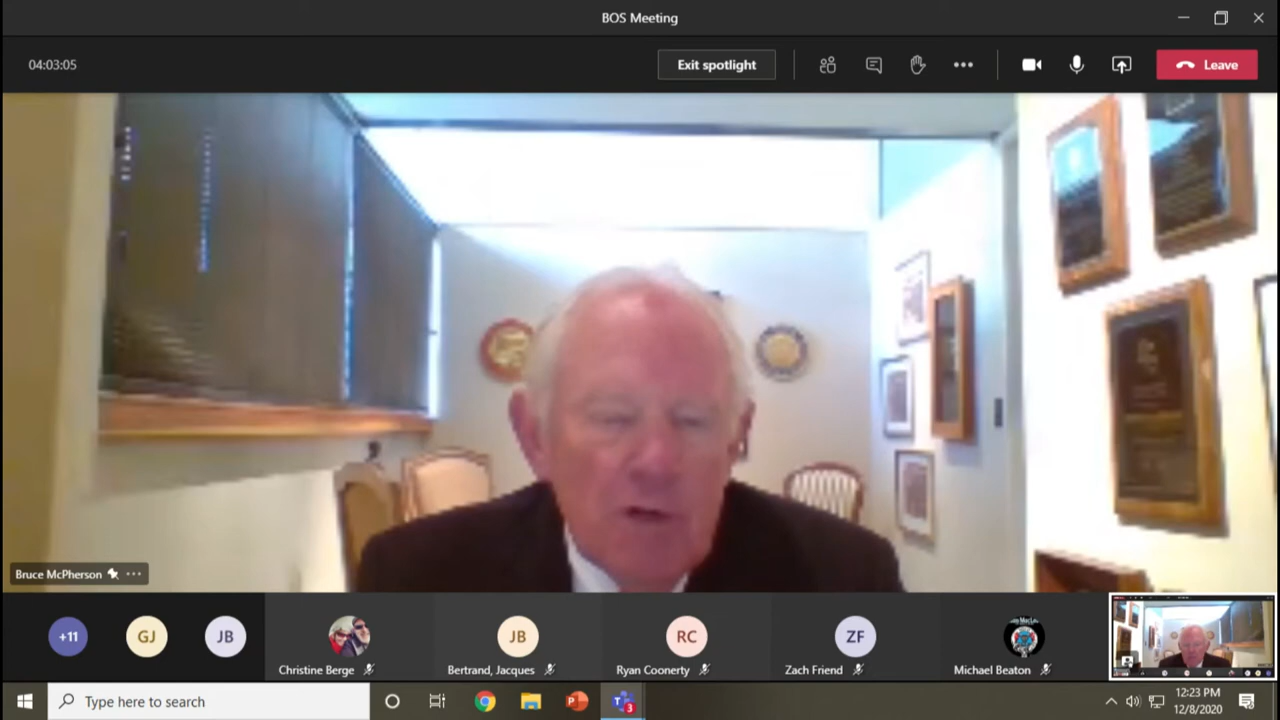 BOS Meeting
04:03:05
Exit spotlight
Leave
Bruce McPherson
+11
GJ
JB
JB
RC
ZF
Christine Berge
Bertrand, Jacques
Ryan Coonerty
Zach Friend
Michael Beaton
Type here to search
3
12:23 PM
12/8/2020